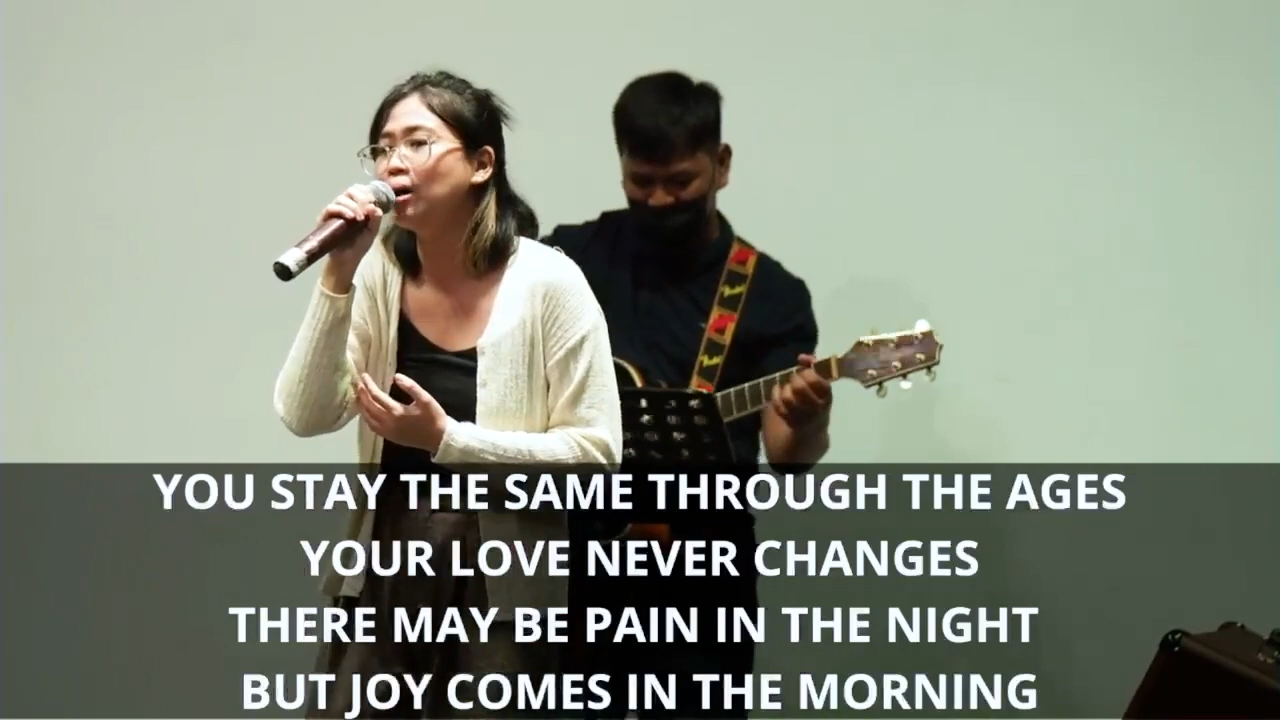 YOU STAY THE SAME THROUGH THE AGES
YOUR LOVE NEVER CHANGES
THERE MAY BE PAIN IN THE NIGHT
BUT JOY COMES IN THE MORNING